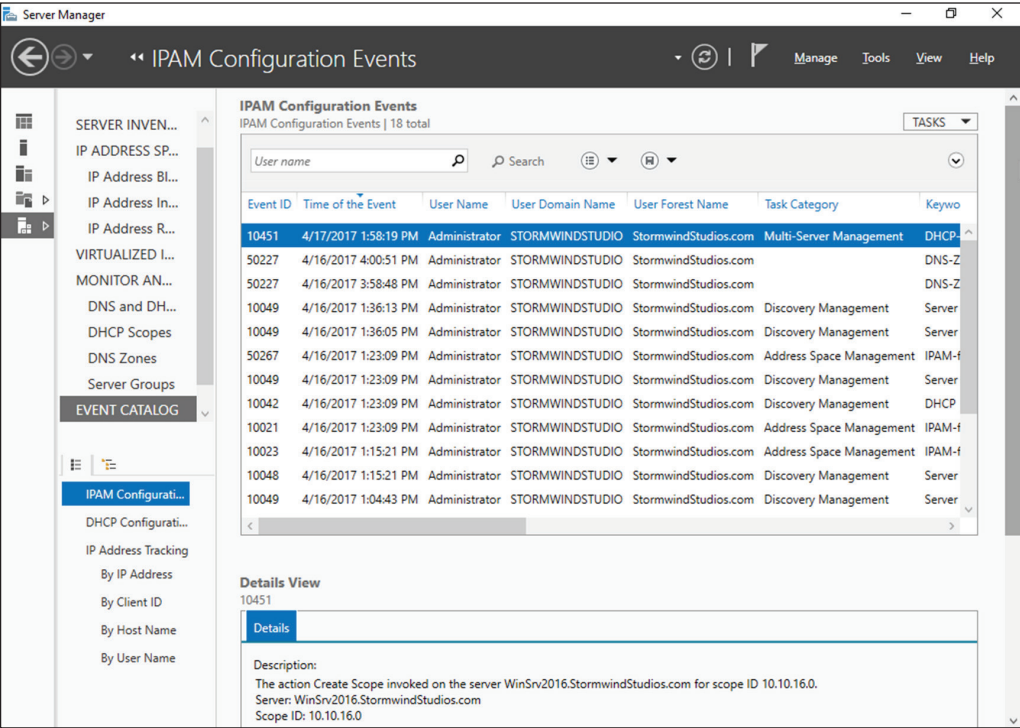 Server Manager
IPAM Configuration Events
Manage Tools View Help
SERVER INVEN...
IP ADDRESS SP...
IP Address Bl...
IP Address In...
IP Address R...
VIRTUALIZED I...
MONITOR AN...
DNS and DH...
DHCP Scopes
DNS Zones
Server Groups
EVENT CATALOG
IPAM Configurati...
DHCP Configurati...
IP Address Tracking
By IP Address
By Client ID
By Host Name
By User Name
IPAM Configuration Events
IPAM Configuration Events | 18 total
TASKS
User name
Search
Event ID Time of the Event User Name User Domain Name User Forest Name Task Category Keywo
10451 4/17/2017 1:58:19 PM Administrator STORMWINDSTUDIO StormwindStudios.com Multi-Server Management DHCP-
50227 4/16/2017 4:00:51 PM Administrator STORMWINDSTUDIO StormwindStudios.com DNS-Z
50227 4/16/2017 3:58:48 PM Administrator STORMWINDSTUDIO StormwindStudios.com DNS-Z
10049 4/16/2017 1:36:13 PM Administrator STORMWINDSTUDIO StormwindStudios.com Discovery Management Server
10049 4/16/2017 1:36:05 PM Administrator STORMWINDSTUDIO StormwindStudios.com Discovery Management Server
50267 4/16/2017 1:23:09 PM Administrator STORMWINDSTUDIO StormwindStudios.com Address Space Management IPAM-f
10049 4/16/2017 1:23:09 PM Administrator STORMWINDSTUDIO StormwindStudios.com Discovery Management Server
10042 4/16/2017 1:23:09 PM Administrator STORMWINDSTUDIO StormwindStudios.com Discovery Management DHCP
10021 4/16/2017 1:23:09 PM Administrator STORMWINDSTUDIO StormwindStudios.com Address Space Management IPAM-f
10023 4/16/2017 1:15:21 PM Administrator STORMWINDSTUDIO StormwindStudios.com Address Space Management IPAM-f
10048 4/16/2017 1:15:21 PM Administrator STORMWINDSTUDIO StormwindStudios.com Discovery Management Server
10049 4/16/2017 1:04:43 PM Administrator STORMWINDSTUDIO StormwindStudios.com Discovery Management Server
Details View
10451
Details
Description:
The action Create Scope invoked on the server WinSrv2016.StormwindStudios.com for scope ID 10.10.16.0.
Server: WinSrv2016.StormwindStudios.com
Scope ID: 10.10.16.0